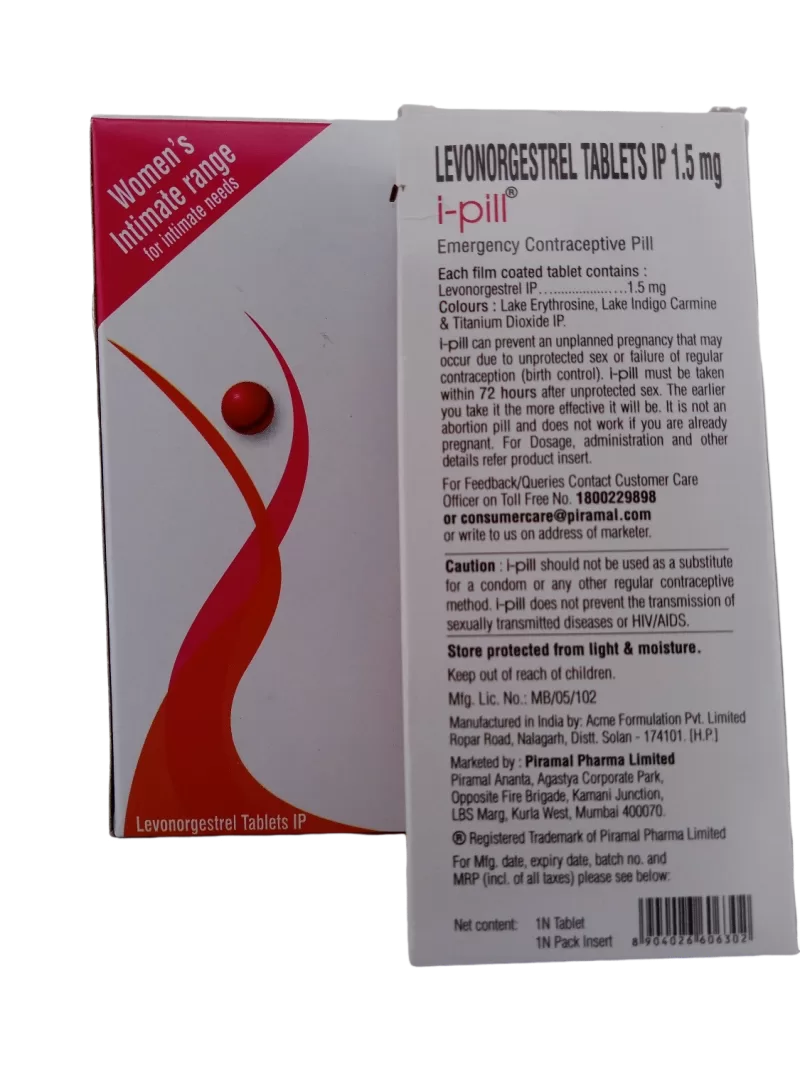 Women's
Intimate range
for intimate needs
Levonorgestrel Tablets IP
LEVONORGESTREL TABLETS IP 1.5 mg
i-pill®
Emergency Contraceptive Pill
Each film coated tablet contains :
Levonorgestrel IP.......................1.5 mg
Colours : Lake Erythrosine, Lake Indigo Carmine
& Titanium Dioxide IP.
i-pill can prevent an unplanned pregnancy that may
occur due to unprotected sex or failure of regular
contraception (birth control). i-pill must be taken
within 72 hours after unprotected sex. The earlier
you take it the more effective it will be. It is not an
abortion pill and does not work if you are already
pregnant. For Dosage, administration and other
details refer product insert.
For Feedback/Queries Contact Customer Care
Officer on Toll Free No. 1800229898
or consumercare@piramal.com
or write to us on address of marketer.
Caution : i-pill should not be used as a substitute
for a condom or any other regular contraceptive
method. i-pill does not prevent the transmission of
sexually transmitted diseases or HIV/AIDS.
Store protected from light & moisture.
Keep out of reach of children.
Mfg. Lic. No.: MB/05/102
Manufactured in India by: Acme Formulation Pvt. Limited
Ropar Road, Nalagarh, Distt. Solan - 174101. [H.P.]
Marketed by : Piramal Pharma Limited
Piramal Ananta, Agastya Corporate Park,
Opposite Fire Brigade, Kamani Junction,
LBS Marg, Kurla West, Mumbai 400070.
® Registered Trademark of Piramal Pharma Limited
For Mfg. date, expiry date, batch no. and
MRP (incl. of all taxes) please see below:
Net content: 1N Tablet
1N Pack Insert
8 904026 606302